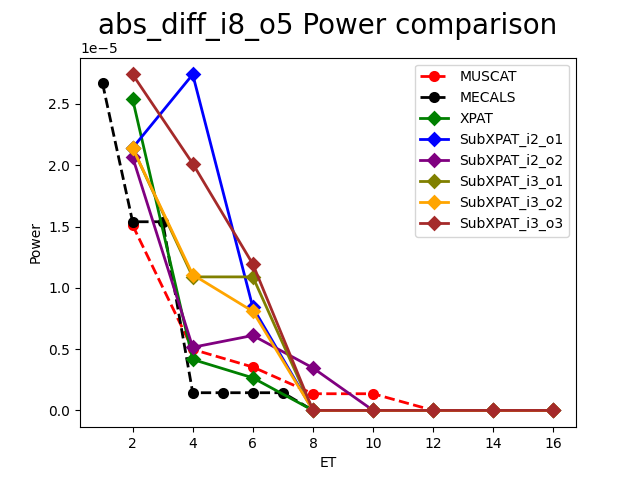 abs_diff_i8_o5 Power comparison
1e−5
MUSCAT
MECALS
XPAT
SubXPAT_i2_o1
SubXPAT_i2_o2
SubXPAT_i3_o1
SubXPAT_i3_o2
SubXPAT_i3_o3
2.5
2.0
1.5
1.0
0.5
0.0
Power
2 4 6 8 10 12 14 16
ET